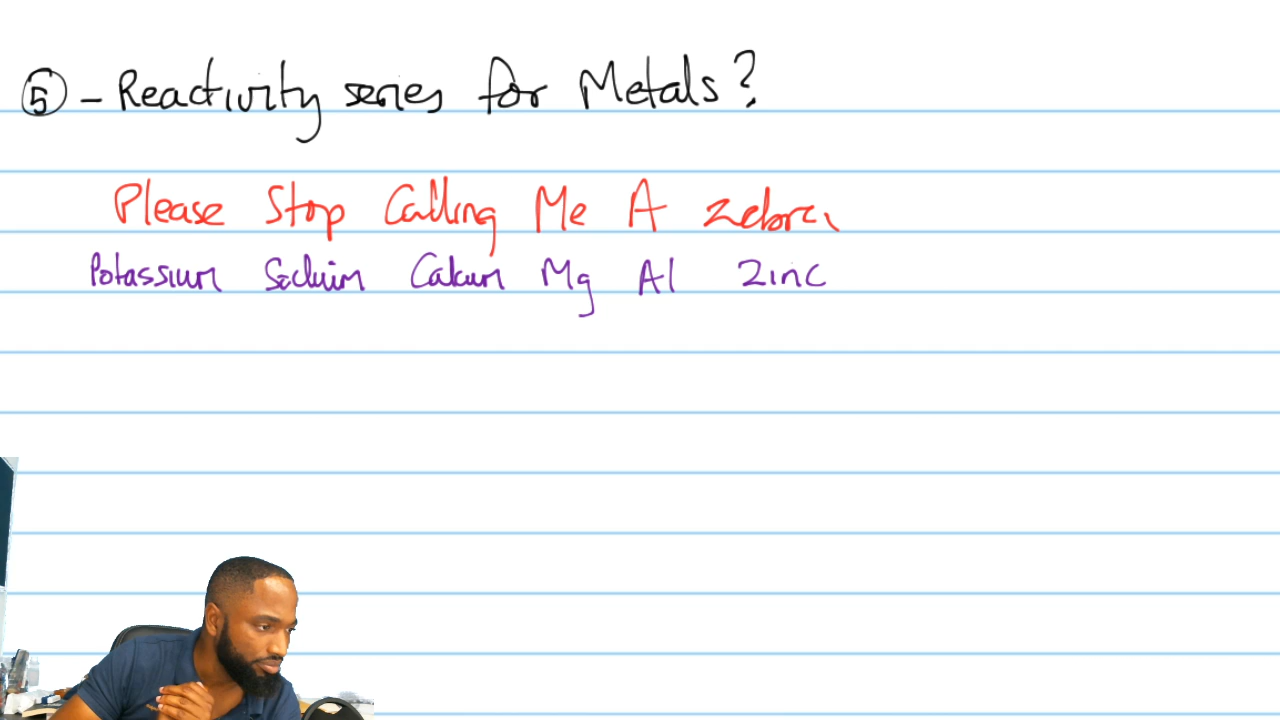 ⑤ - Reactivity series for Metals?
Please Stop Calling Me A Zebra
Potassium Sodium Calcium Mg Al Zinc